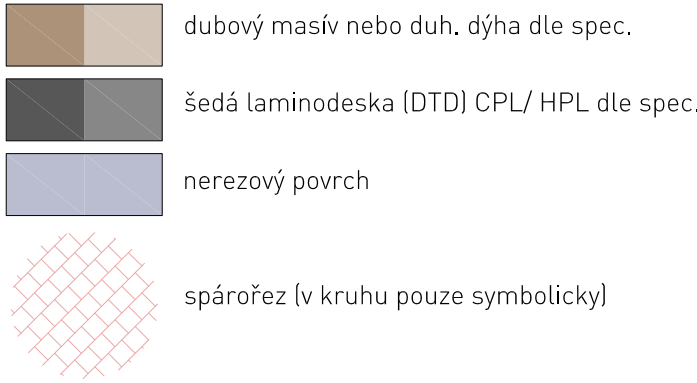 dubový masív nebo duh. dýha dle spec.
šedá laminodeska (DTD) CPL/ HPL dle spec.
nerezový povrch
spárořez (v kruhu pouze symbolicky)